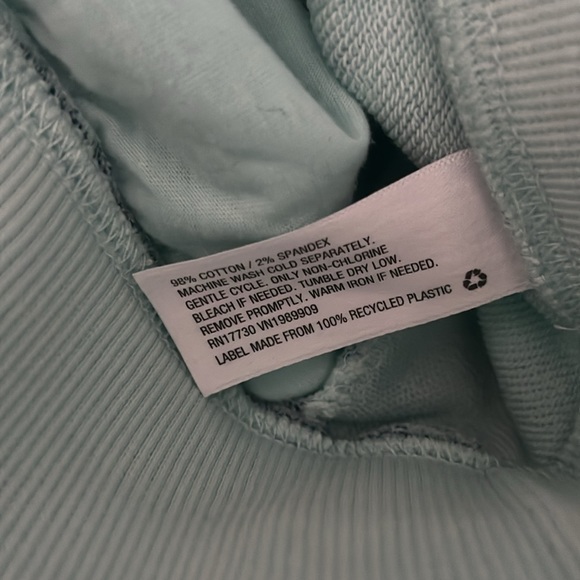 98% COTTON / 2% SPANDEX
MACHINE WASH COLD SEPARATELY.
GENTLE CYCLE. ONLY NON-CHLORINE
BLEACH IF NEEDED. TUMBLE DRY LOW.
REMOVE PROMPTLY. WARM IRON IF NEEDED.
RN17730 VN1989909
LABEL MADE FROM 100% RECYCLED PLASTIC